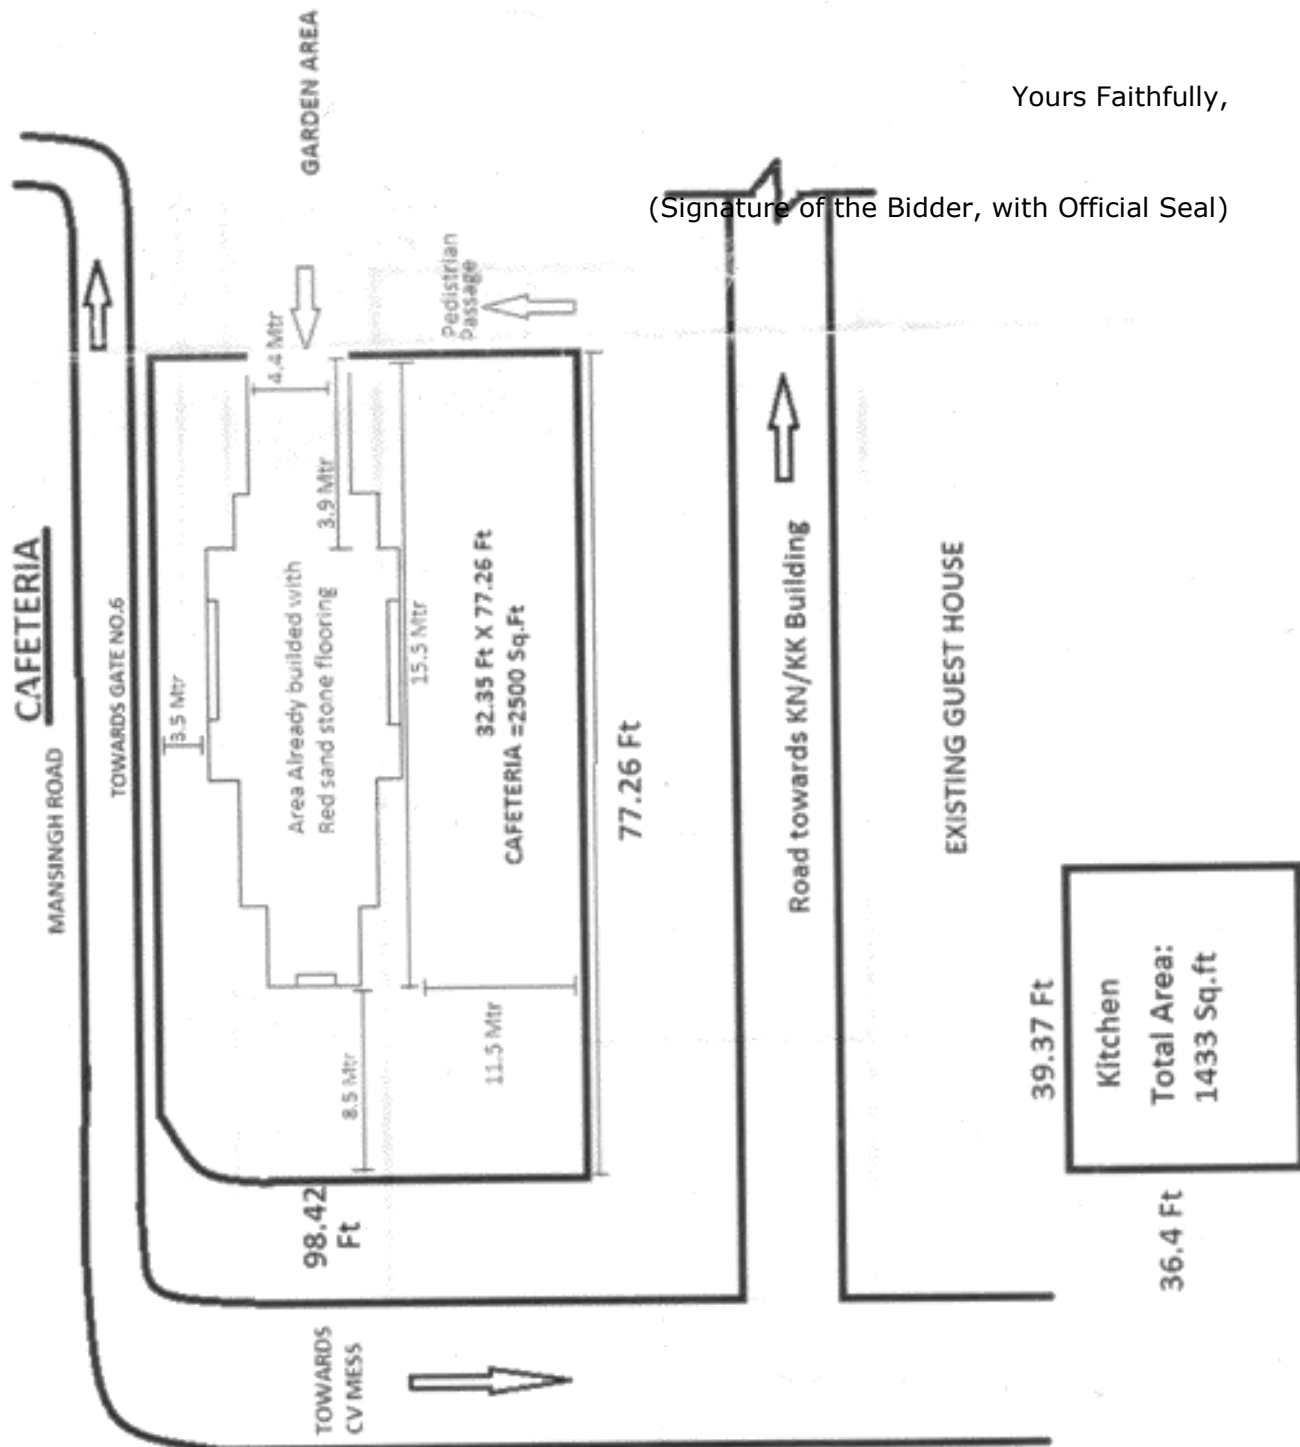 Yours Faithfully,
(Signature of the Bidder, with Official Seal)
CAFETERIA
MANSINGH ROAD
TOWARDS GATE NO.6
GARDEN AREA
3.5 Mtr
4.4 Mtr
Pedistrian
Passage
Area Already builded with
Red sand stone flooring
3.9 Mtr
15.5 Mtr
8.5 Mtr
11.5 Mtr
32.35 Ft X 77.26 Ft
CAFETERIA =2500 Sq.Ft
77.26 Ft
98.42
Ft
TOWARDS
CV MESS
Road towards KN/KK Building
EXISTING GUEST HOUSE
39.37 Ft
36.4 Ft
Kitchen
Total Area:
1433 Sq.ft